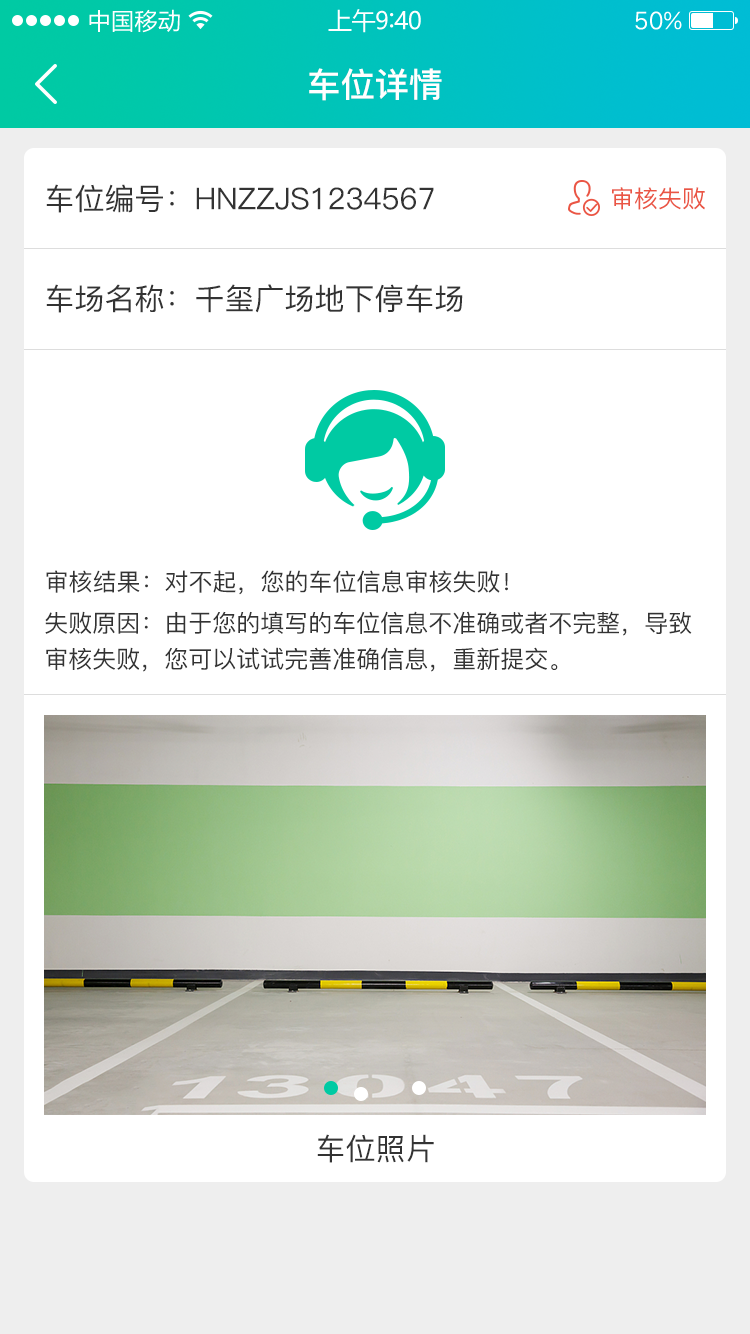 中国移动 上午9:40 50%
车位详情
车位编号：HNZZJS1234567 审核失败
车场名称：千玺广场地下停车场
审核结果：对不起，您的车位信息审核失败！
失败原因：由于您的填写的车位信息不准确或者不完整，导致
审核失败，您可以试试完善准确信息，重新提交。
13047
车位照片